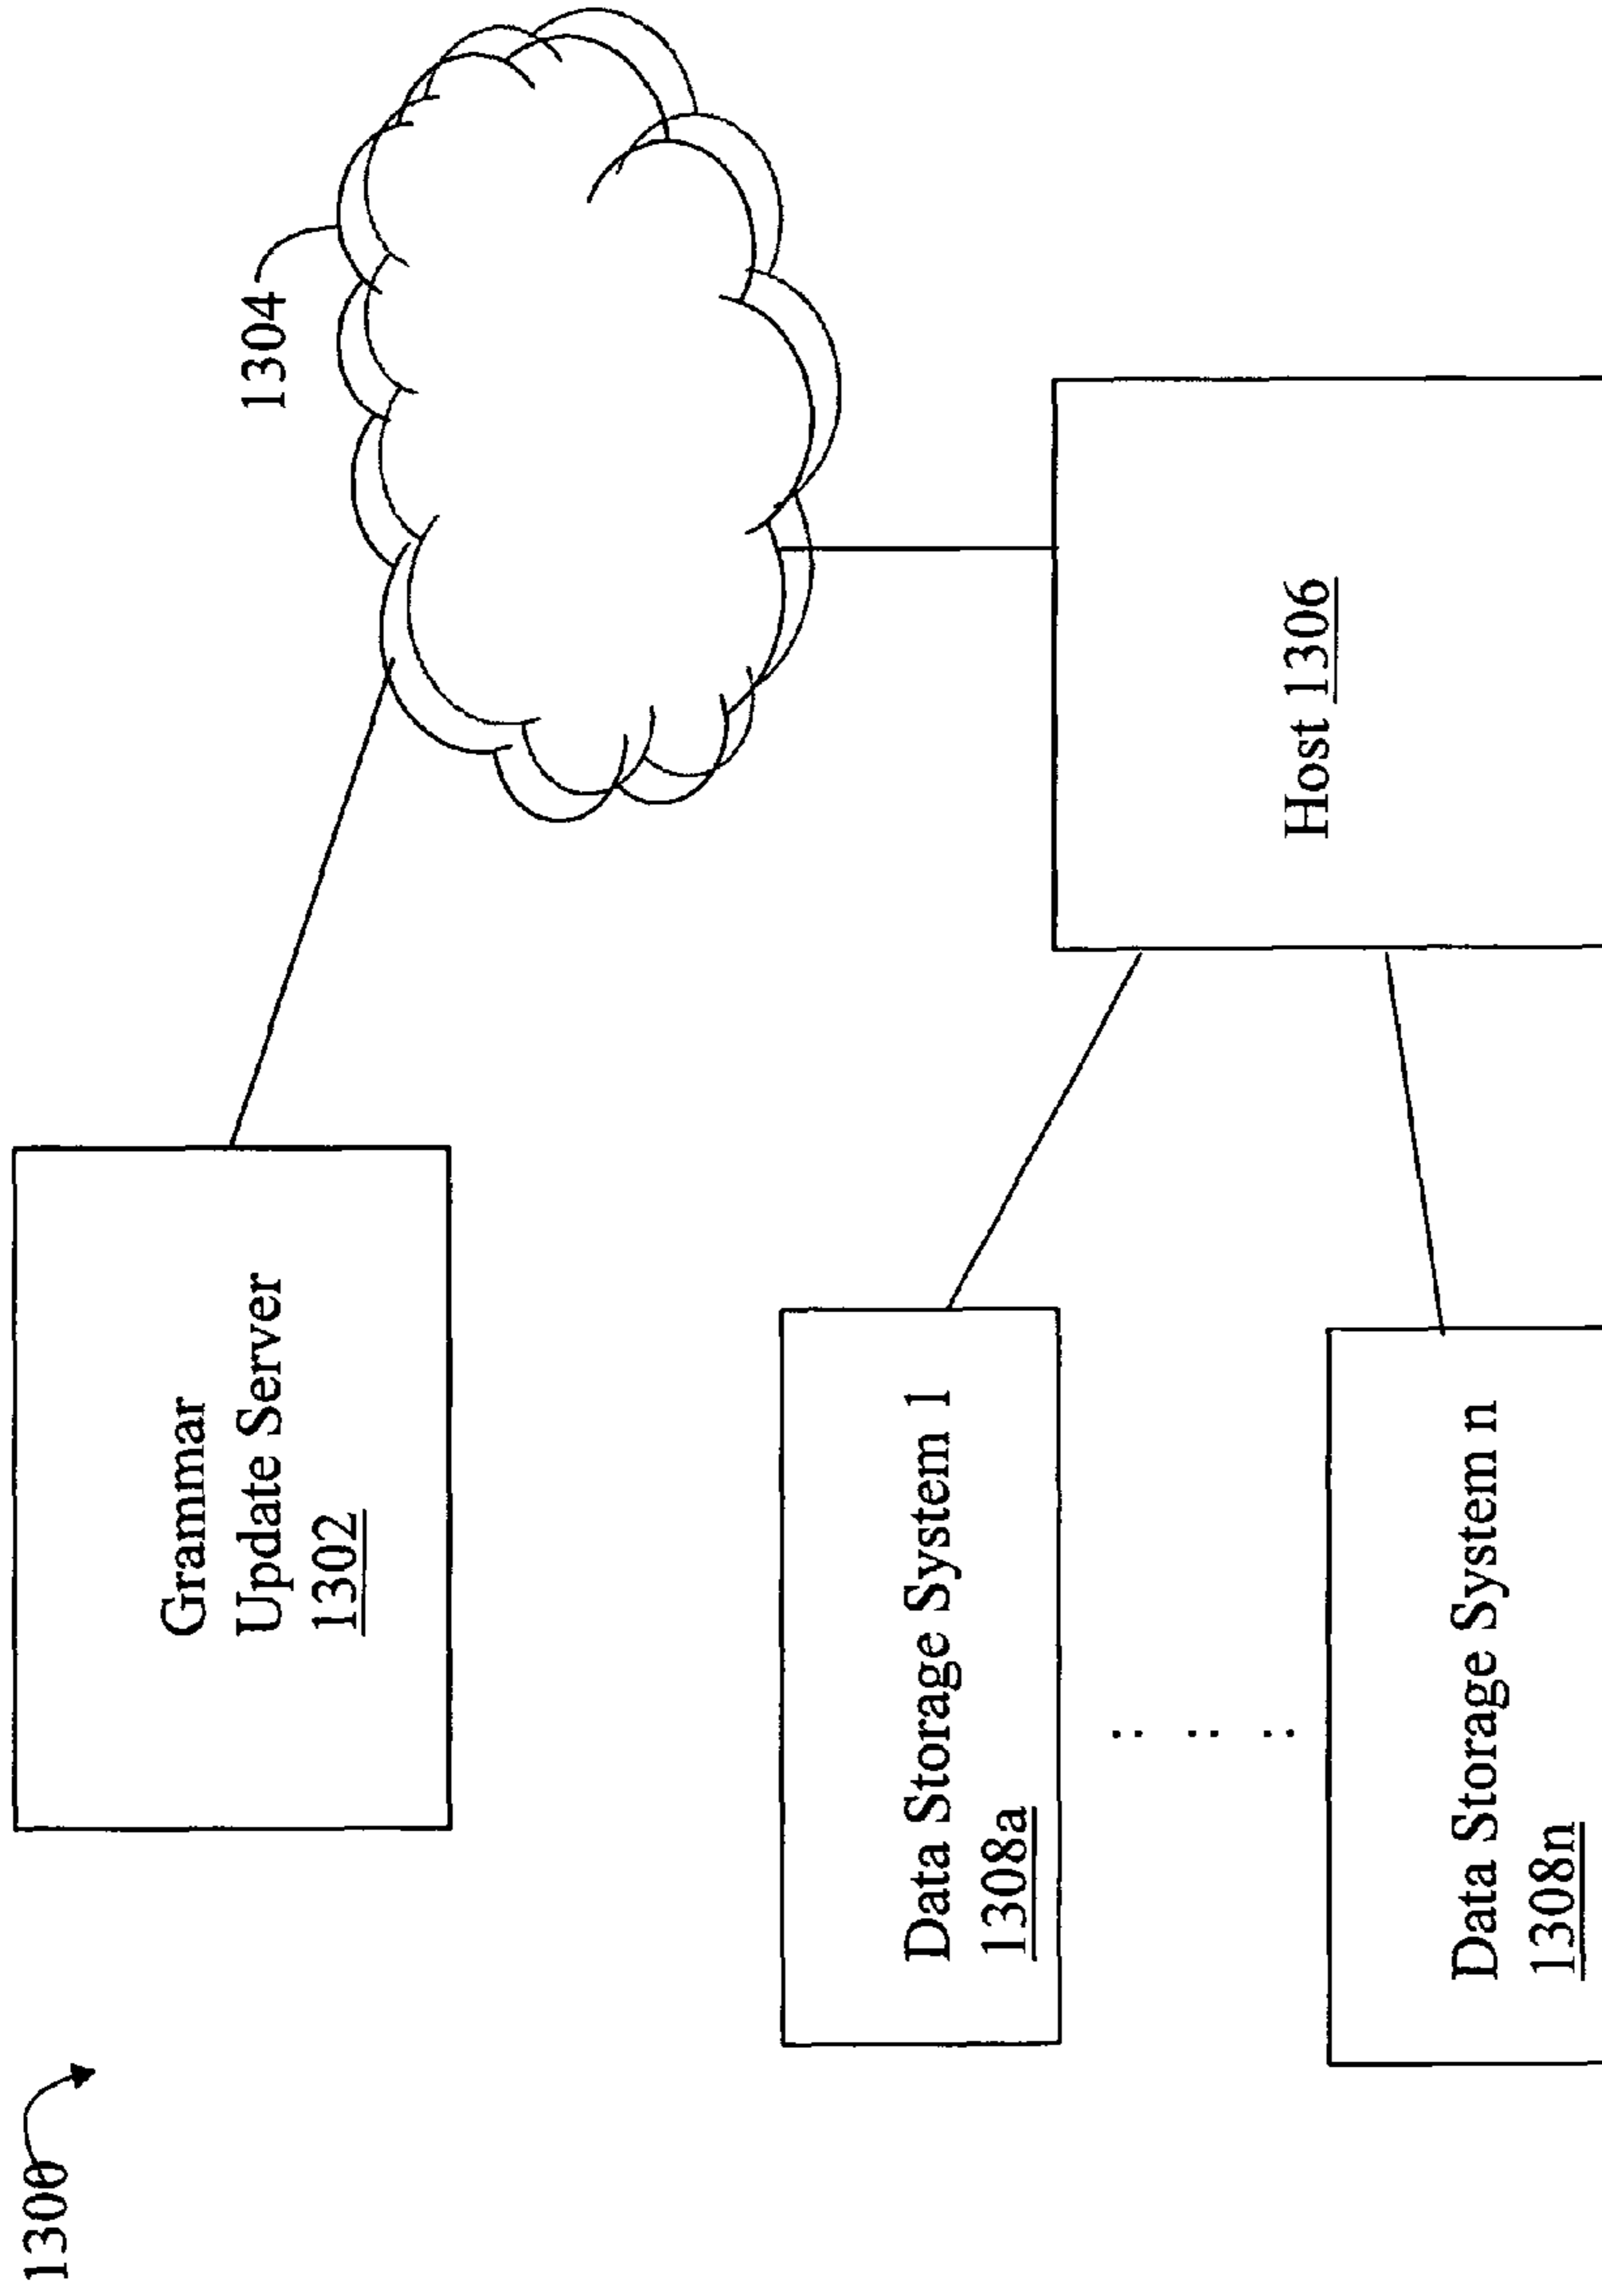 1300
Grammar
Update Server
1302
1304
Data Storage System 1
1308a
Host 1306
Data Storage System n
1308n